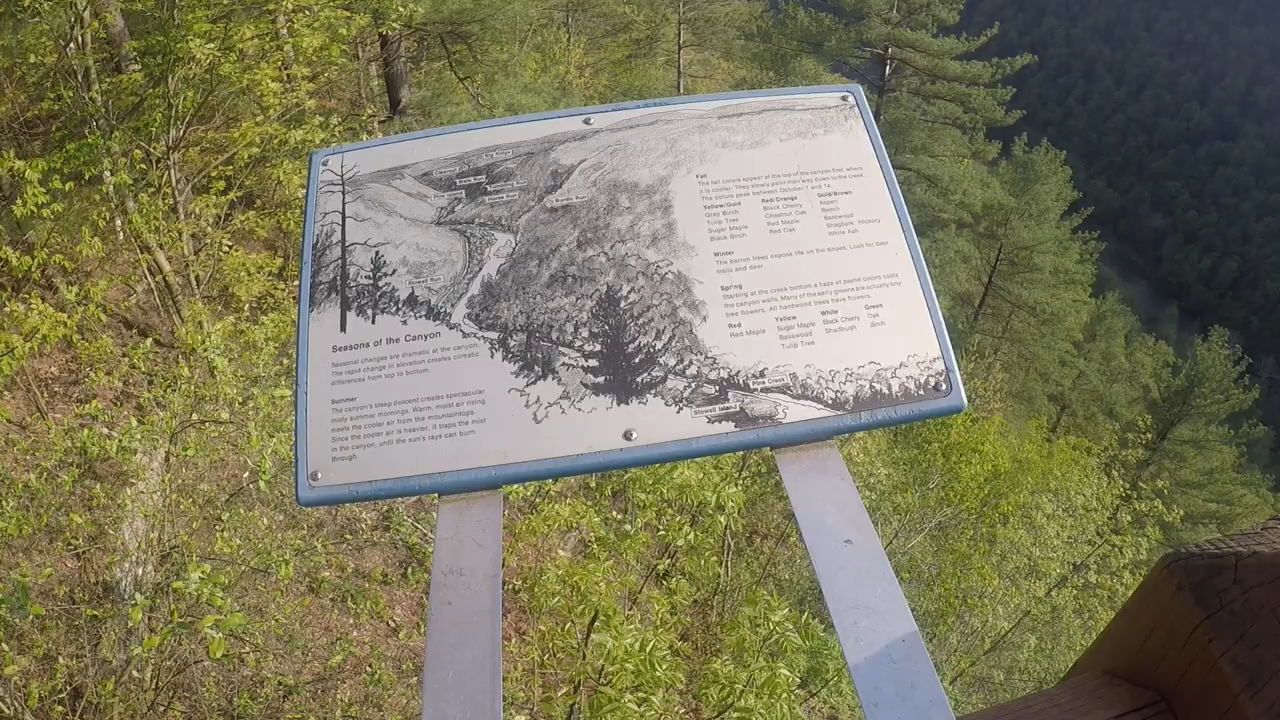 Big Ridge
Burdic Run
Pine Creek
Stowell Island
Seasons of the Canyon
Seasonal changes are dramatic at the canyon.
The rapid change in elevation creates climatic
differences from top to bottom.
Summer
The canyon's steep descent creates spectacular
misty summer mornings. Warm, moist air rising
meets the cooler air from the mountaintops.
Since the cooler air is heavier, it traps the mist
in the canyon, until the sun's rays can burn
through.
Fall
The fall colors appear at the top of the canyon first, where
it is cooler. They slowly paint their way down to the creek.
The colors peak between October 1 and 14.
Yellow/Gold Red/Orange Gold/Brown
Gray Birch Black Cherry Aspen
Tulip Tree Chestnut Oak Beech
Sugar Maple Red Maple Basswood
Black Birch Red Oak Shagbark Hickory
White Ash
Winter
The barren trees expose life on the slopes. Look for deer
trails and deer.
Spring
Starting at the creek bottom a haze of pastel colors coats
the canyon walls. Many of the early greens are actually tiny
tree flowers. All hardwood trees have flowers.
Red Yellow White Green
Red Maple Sugar Maple Black Cherry Oak
Basswood Shadbush Birch
Tulip Tree